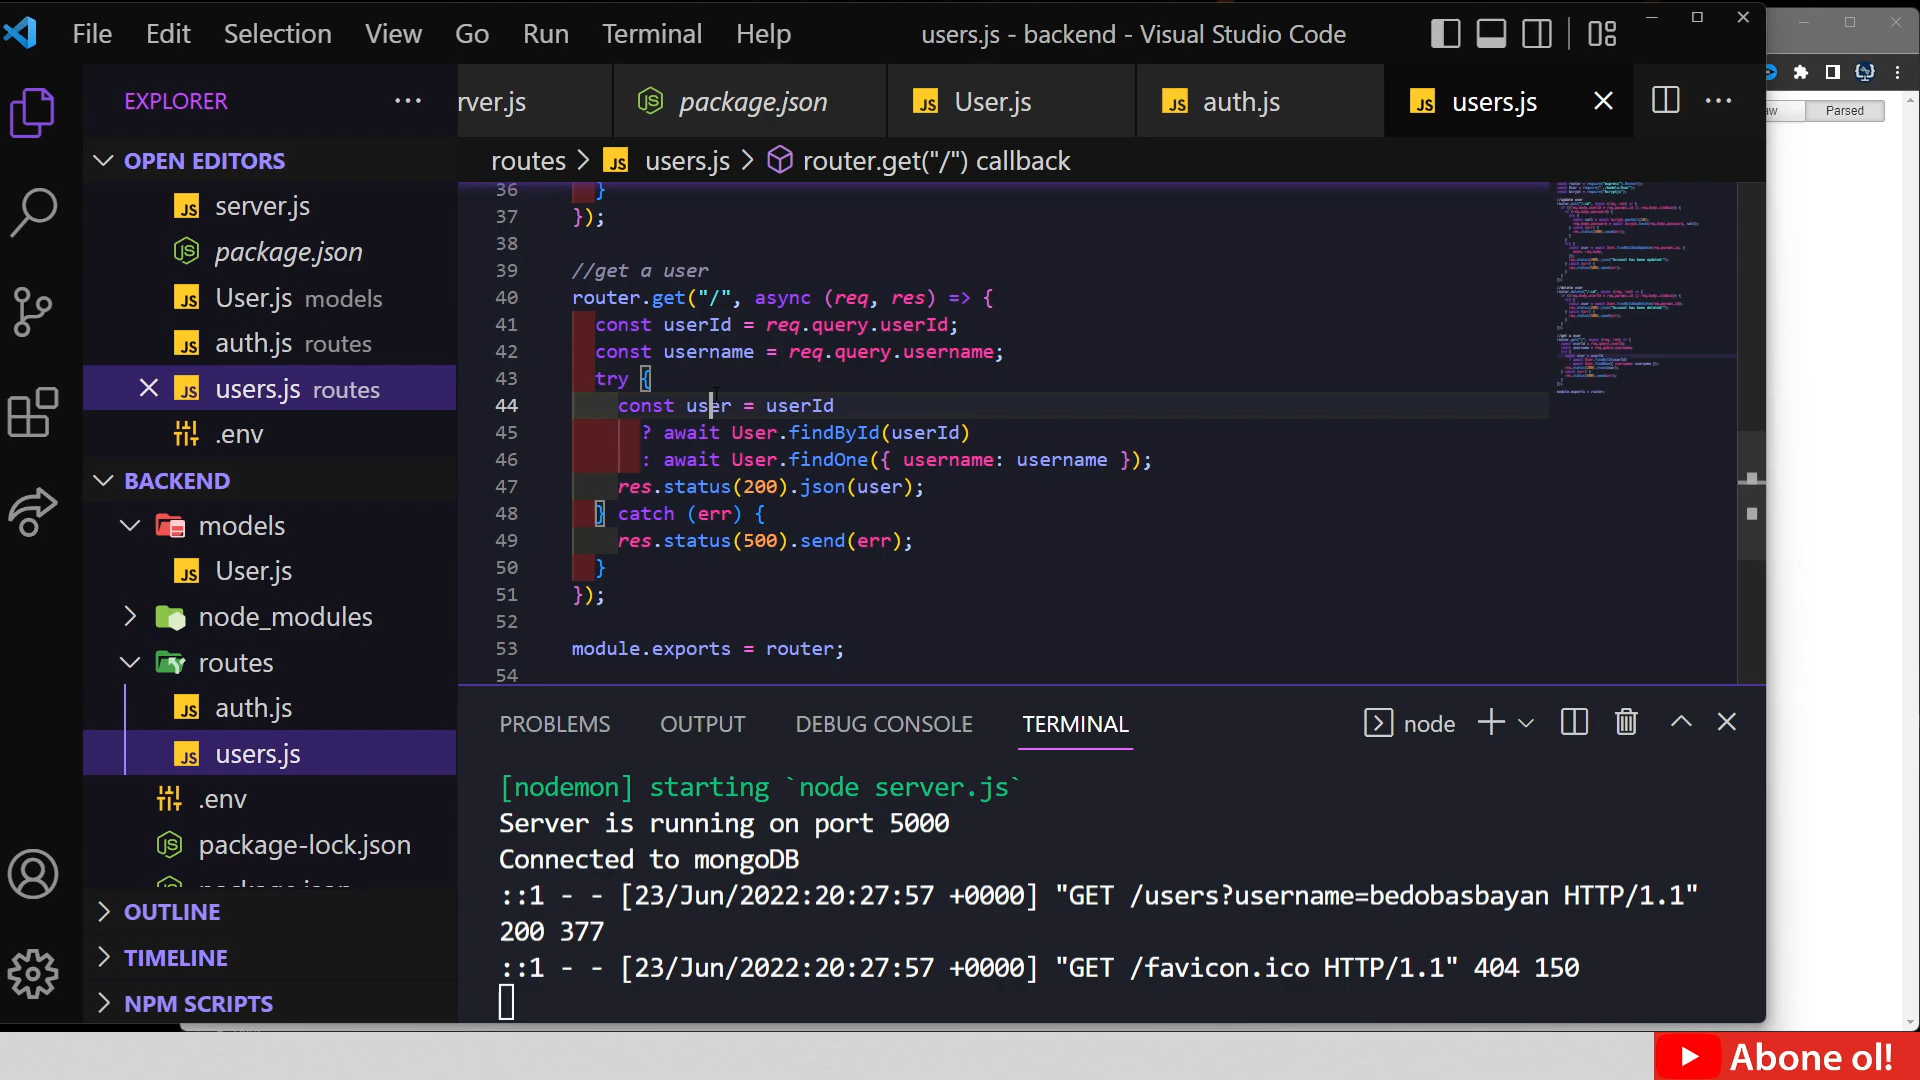 File Edit Selection View Go Run Terminal Help users.js - backend - Visual Studio Code
EXPLORER
OPEN EDITORS
server.js
package.json
User.js models
auth.js routes
users.js routes
.env
BACKEND
models
User.js
node_modules
routes
auth.js
users.js
.env
package-lock.json
OUTLINE
TIMELINE
NPM SCRIPTS
rver.js package.json User.js auth.js users.js
routes > users.js > router.get("/") callback
36 }
37 });
38
39 //get a user
40 router.get("/", async (req, res) => {
41 const userId = req.query.userId;
42 const username = req.query.username;
43 try {
44 const user = userId
45 ? await User.findById(userId)
46 : await User.findOne({ username: username });
47 res.status(200).json(user);
48 } catch (err) {
49 res.status(500).send(err);
50 }
51 });
52
53 module.exports = router;
54
PROBLEMS OUTPUT DEBUG CONSOLE TERMINAL node
[nodemon] starting `node server.js`
Server is running on port 5000
Connected to mongoDB
::1 - - [23/Jun/2022:20:27:57 +0000] "GET /users?username=bedobasbayan HTTP/1.1"
200 377
::1 - - [23/Jun/2022:20:27:57 +0000] "GET /favicon.ico HTTP/1.1" 404 150
Parsed
Abone ol!